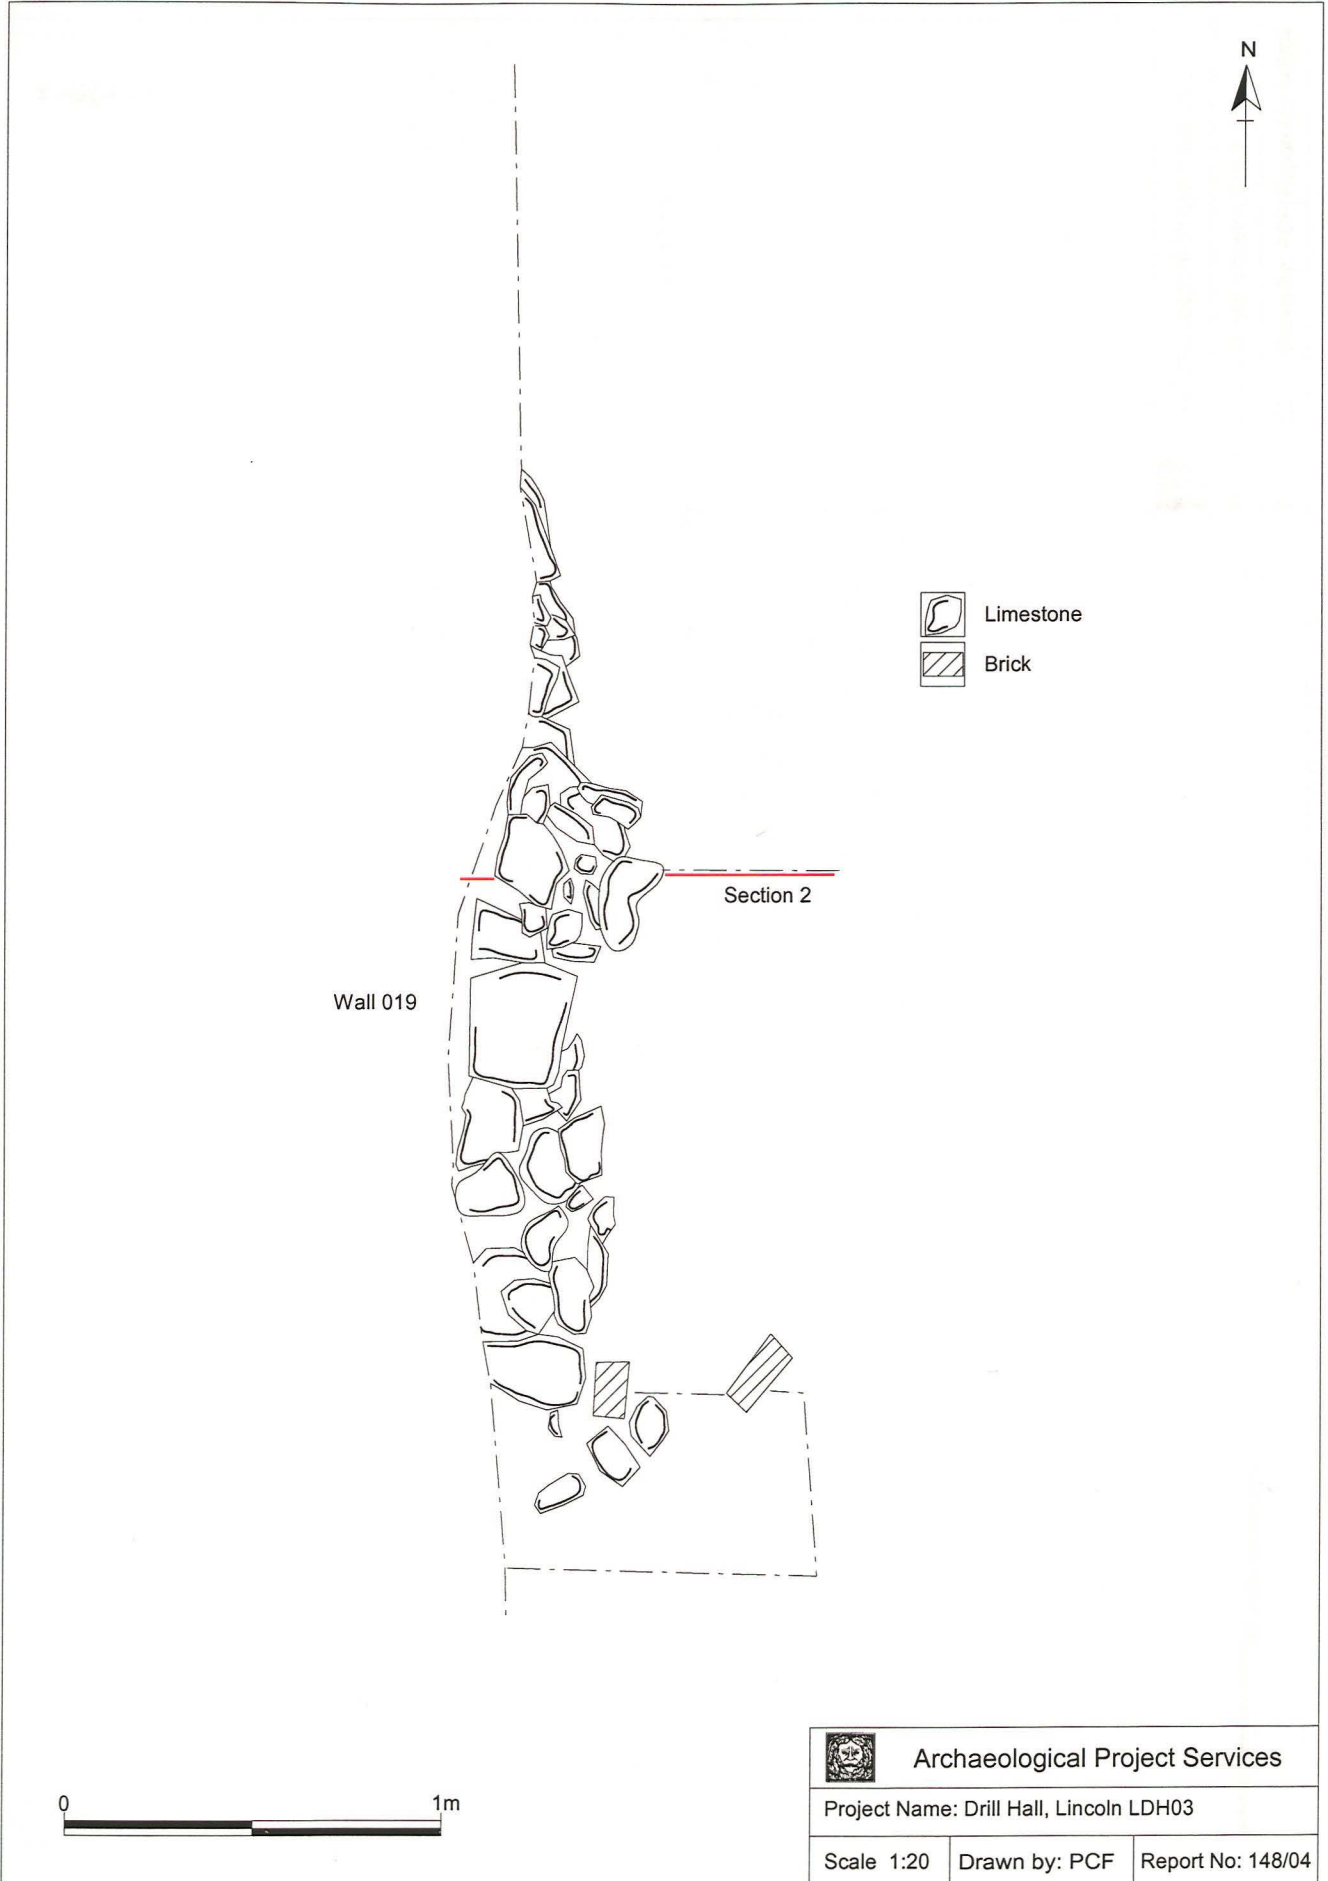 N
Limestone
Brick
Section 2
Wall 019
0 1m
Archaeological Project Services
Project Name: Drill Hall, Lincoln LDH03
Scale 1:20 Drawn by: PCF Report No: 148/04